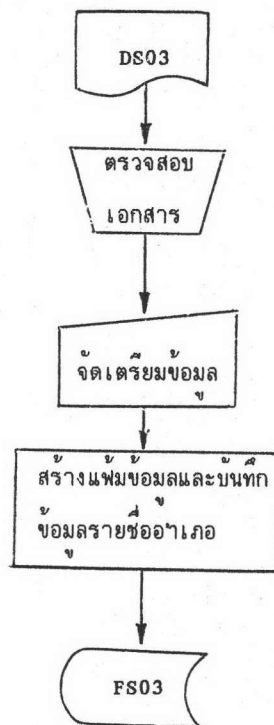 DS03
ตรวจสอบ
เอกสาร
จัดเตรียมข้อมูล
สร้างแฟ้มข้อมูลและบันทึก
ข้อมูลรายชื่ออำเภอ
FS03